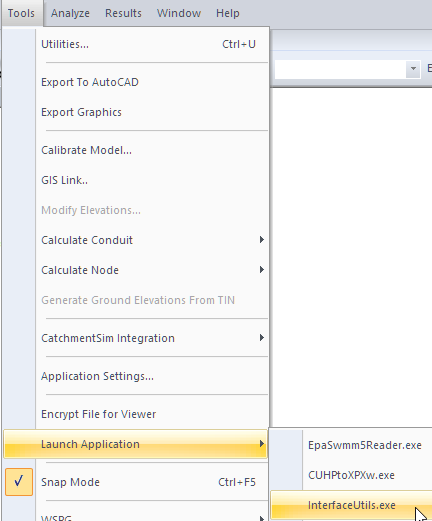 Tools Analyze Results Window Help
Utilities... Ctrl+U
Export To AutoCAD
Export Graphics
Calibrate Model...
GIS Link..
Modify Elevations...
Calculate Conduit
Calculate Node
Generate Ground Elevations From TIN
CatchmentSim Integration
Application Settings...
Encrypt File for Viewer
Launch Application
EpaSwmm5Reader.exe
CUHPtoXPXw.exe
Snap Mode Ctrl+F5
InterfaceUtils.exe